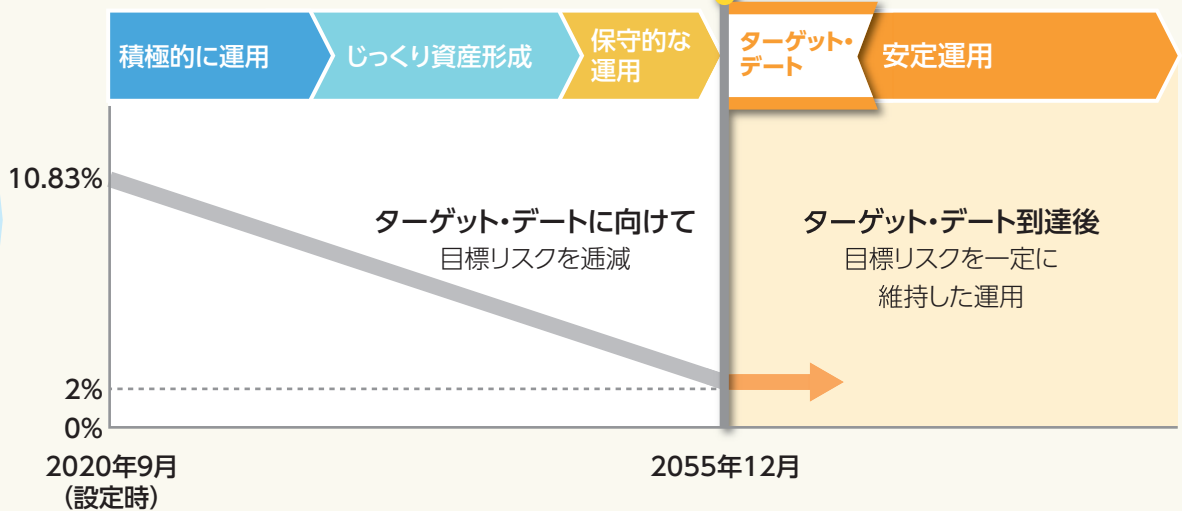 積極的に運用
じっくり資産形成
保守的な
運用
ターゲット・
デート
安定運用
10.83%
ターゲット・デートに向けて
目標リスクを逓減
ターゲット・デート到達後
目標リスクを一定に
維持した運用
2%
0%
2020年9月
(設定時)
2055年12月